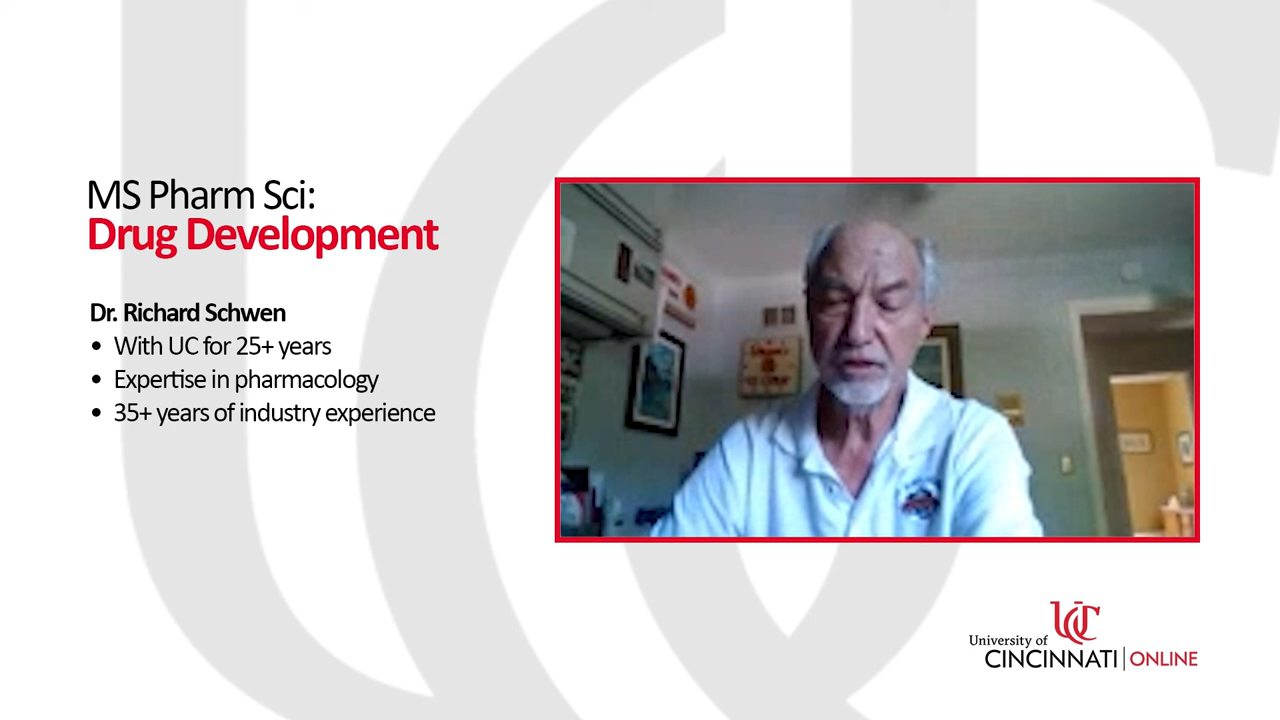 MS Pharm Sci:
Drug Development
Dr. Richard Schwen
• With UC for 25+ years
• Expertise in pharmacology
• 35+ years of industry experience
UC
University of
CINCINNATI | ONLINE